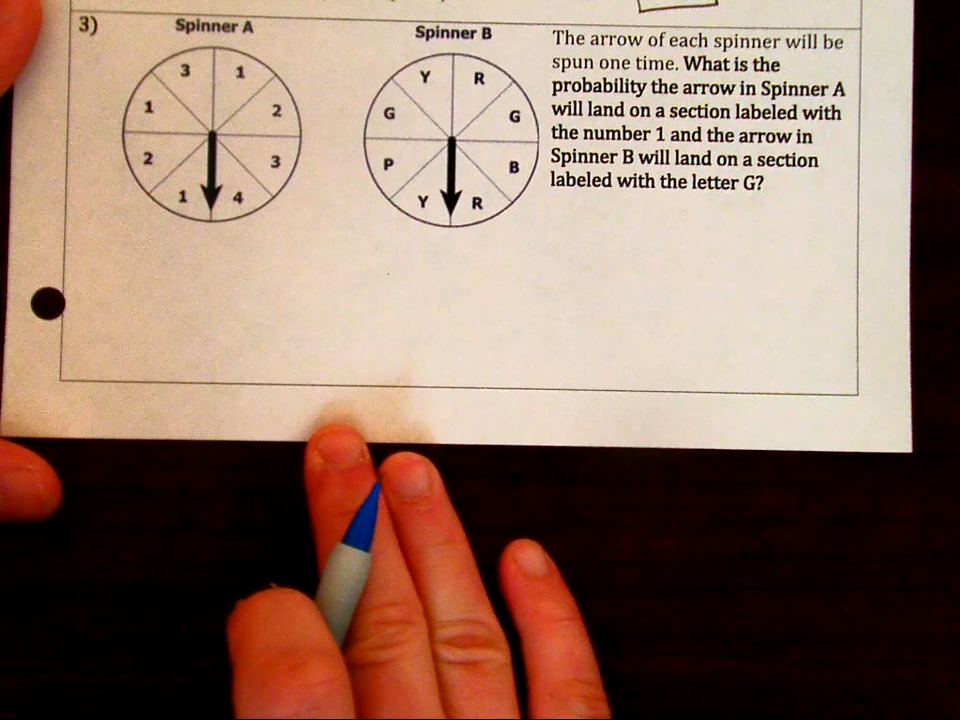 3)
Spinner A
3 1
1 2
2 3
1 4
Spinner B
Y R
G G
P B
Y R
The arrow of each spinner will be
spun one time. What is the
probability the arrow in Spinner A
will land on a section labeled with
the number 1 and the arrow in
Spinner B will land on a section
labeled with the letter G?